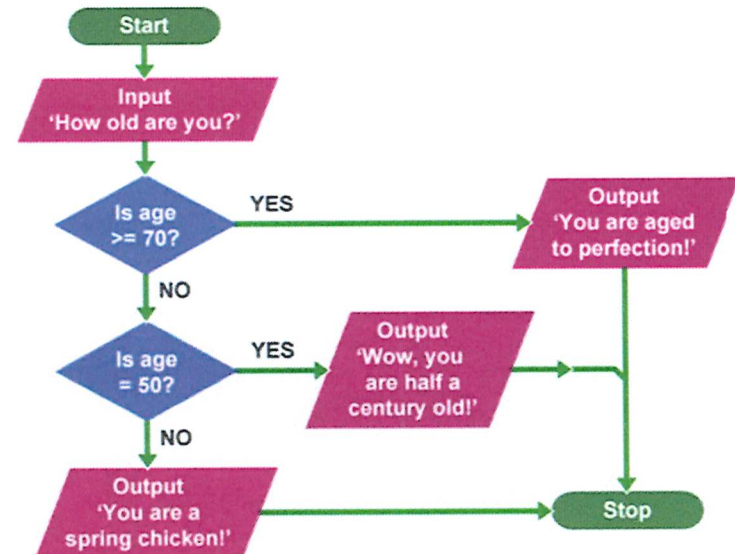 Start
Input
‘How old are you?’
Is age
>= 70?
YES
Output
‘You are aged
to perfection!’
NO
Is age
= 50?
YES
Output
‘Wow, you
are half a
century old!’
NO
Output
‘You are a
spring chicken!’
Stop